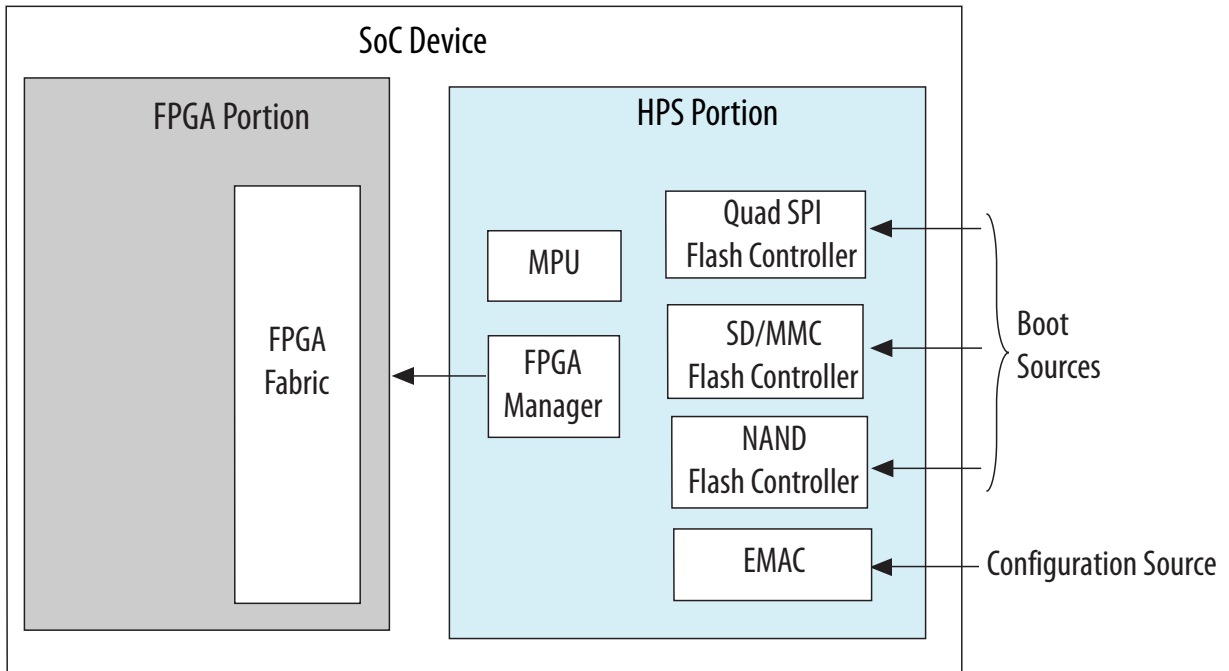 SoC Device
FPGA Portion
FPGA
Fabric
HPS Portion
MPU
FPGA
Manager
Quad SPI
Flash Controller
SD/MMC
Flash Controller
NAND
Flash Controller
EMAC
Boot
Sources
Configuration Source